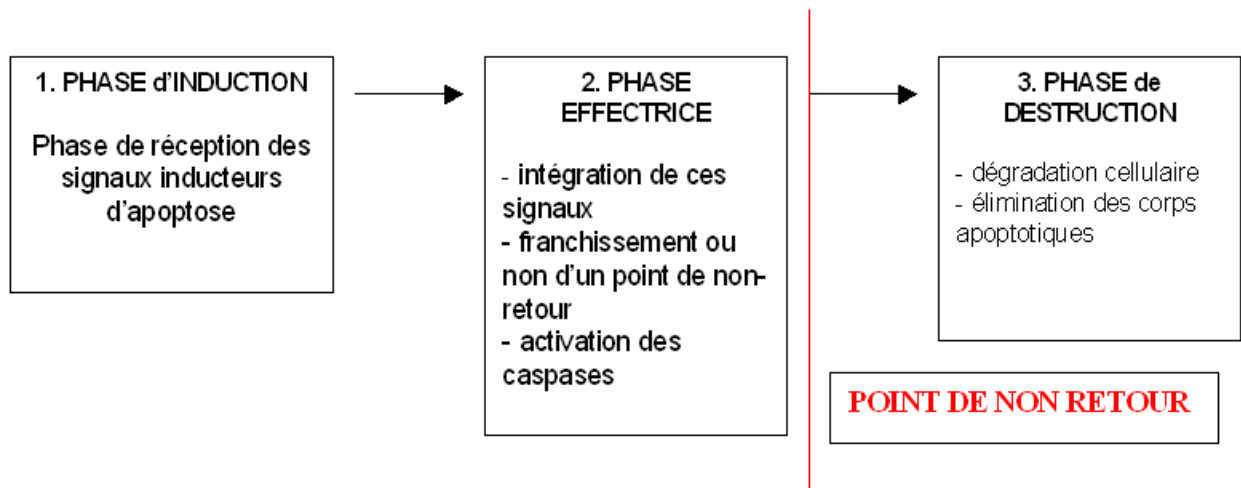 1. PHASE d'INDUCTION
Phase de réception des
signaux inducteurs
d'apoptose
2. PHASE
EFFECTRICE
- intégration de ces
signaux
- franchissement ou
non d'un point de non-
retour
- activation des
caspases
3. PHASE de
DESTRUCTION
- dégradation cellulaire
- élimination des corps
apoptotiques
POINT DE NON RETOUR